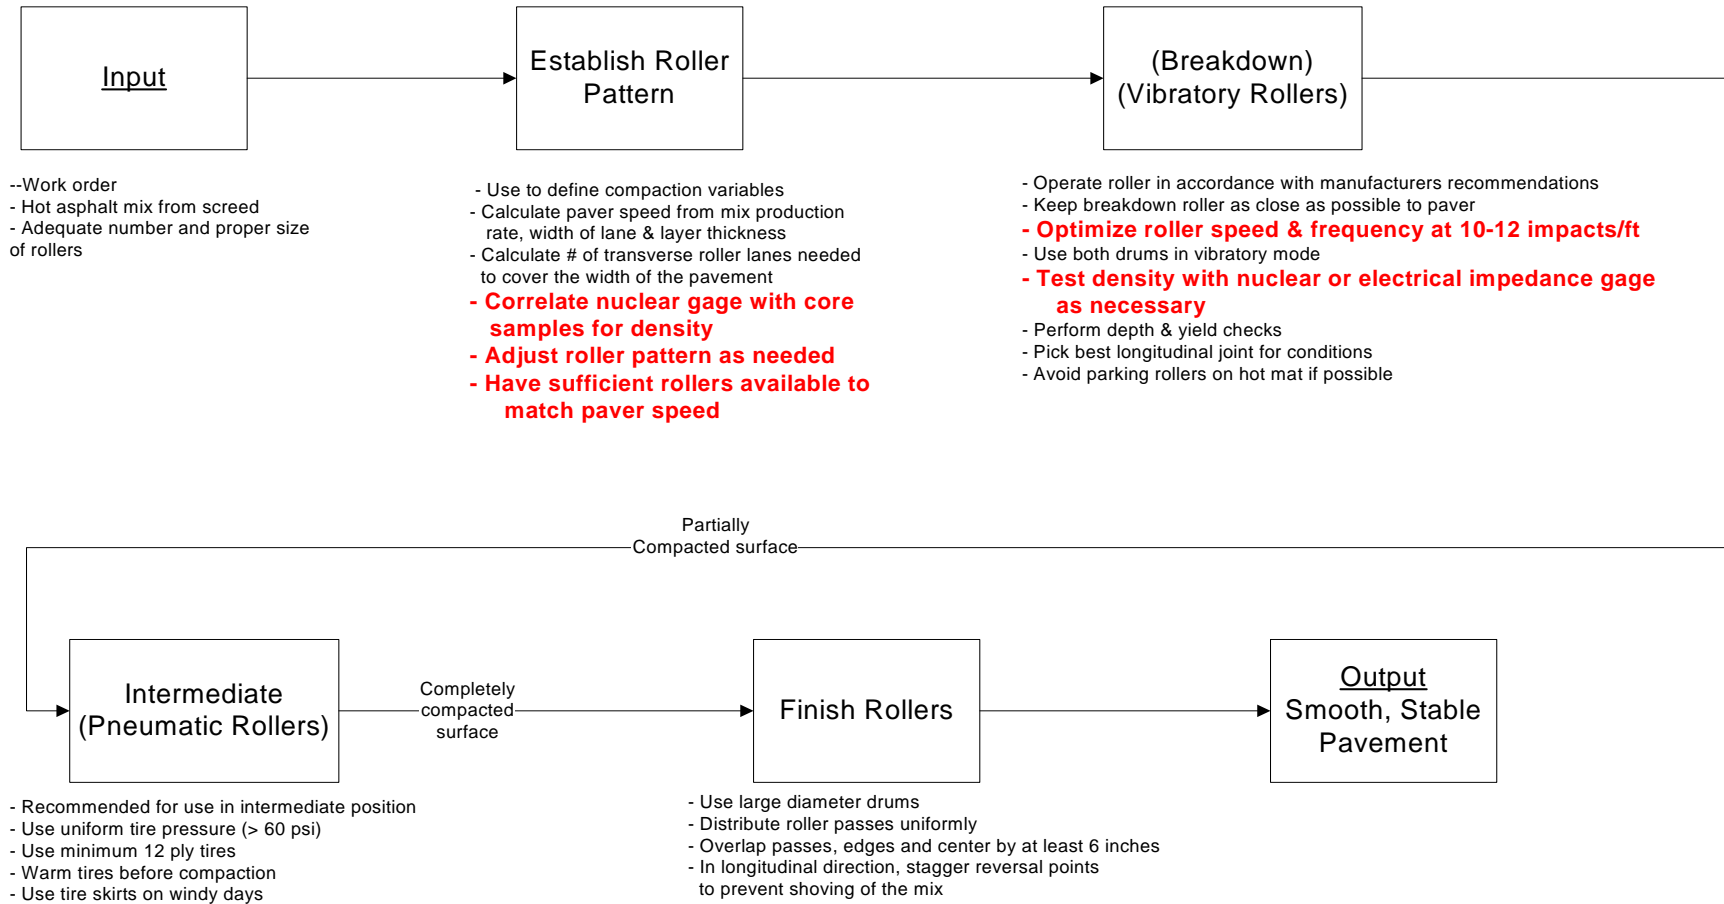 Input
--Work order
- Hot asphalt mix from screed
- Adequate number and proper size
of rollers
Establish Roller
Pattern
- Use to define compaction variables
- Calculate paver speed from mix production
rate, width of lane & layer thickness
- Calculate # of transverse roller lanes needed
to cover the width of the pavement
- Correlate nuclear gage with core
samples for density
- Adjust roller pattern as needed
- Have sufficient rollers available to
match paver speed
(Breakdown)
(Vibratory Rollers)
- Operate roller in accordance with manufacturers recommendations
- Keep breakdown roller as close as possible to paver
- Optimize roller speed & frequency at 10-12 impacts/ft
- Use both drums in vibratory mode
- Test density with nuclear or electrical impedance gage
as necessary
- Perform depth & yield checks
- Pick best longitudinal joint for conditions
- Avoid parking rollers on hot mat if possible
Partially
Compacted surface
Intermediate
(Pneumatic Rollers)
- Recommended for use in intermediate position
- Use uniform tire pressure (> 60 psi)
- Use minimum 12 ply tires
- Warm tires before compaction
- Use tire skirts on windy days
Completely
compacted
surface
Finish Rollers
- Use large diameter drums
- Distribute roller passes uniformly
- Overlap passes, edges and center by at least 6 inches
- In longitudinal direction, stagger reversal points
to prevent shoving of the mix
Output
Smooth, Stable
Pavement